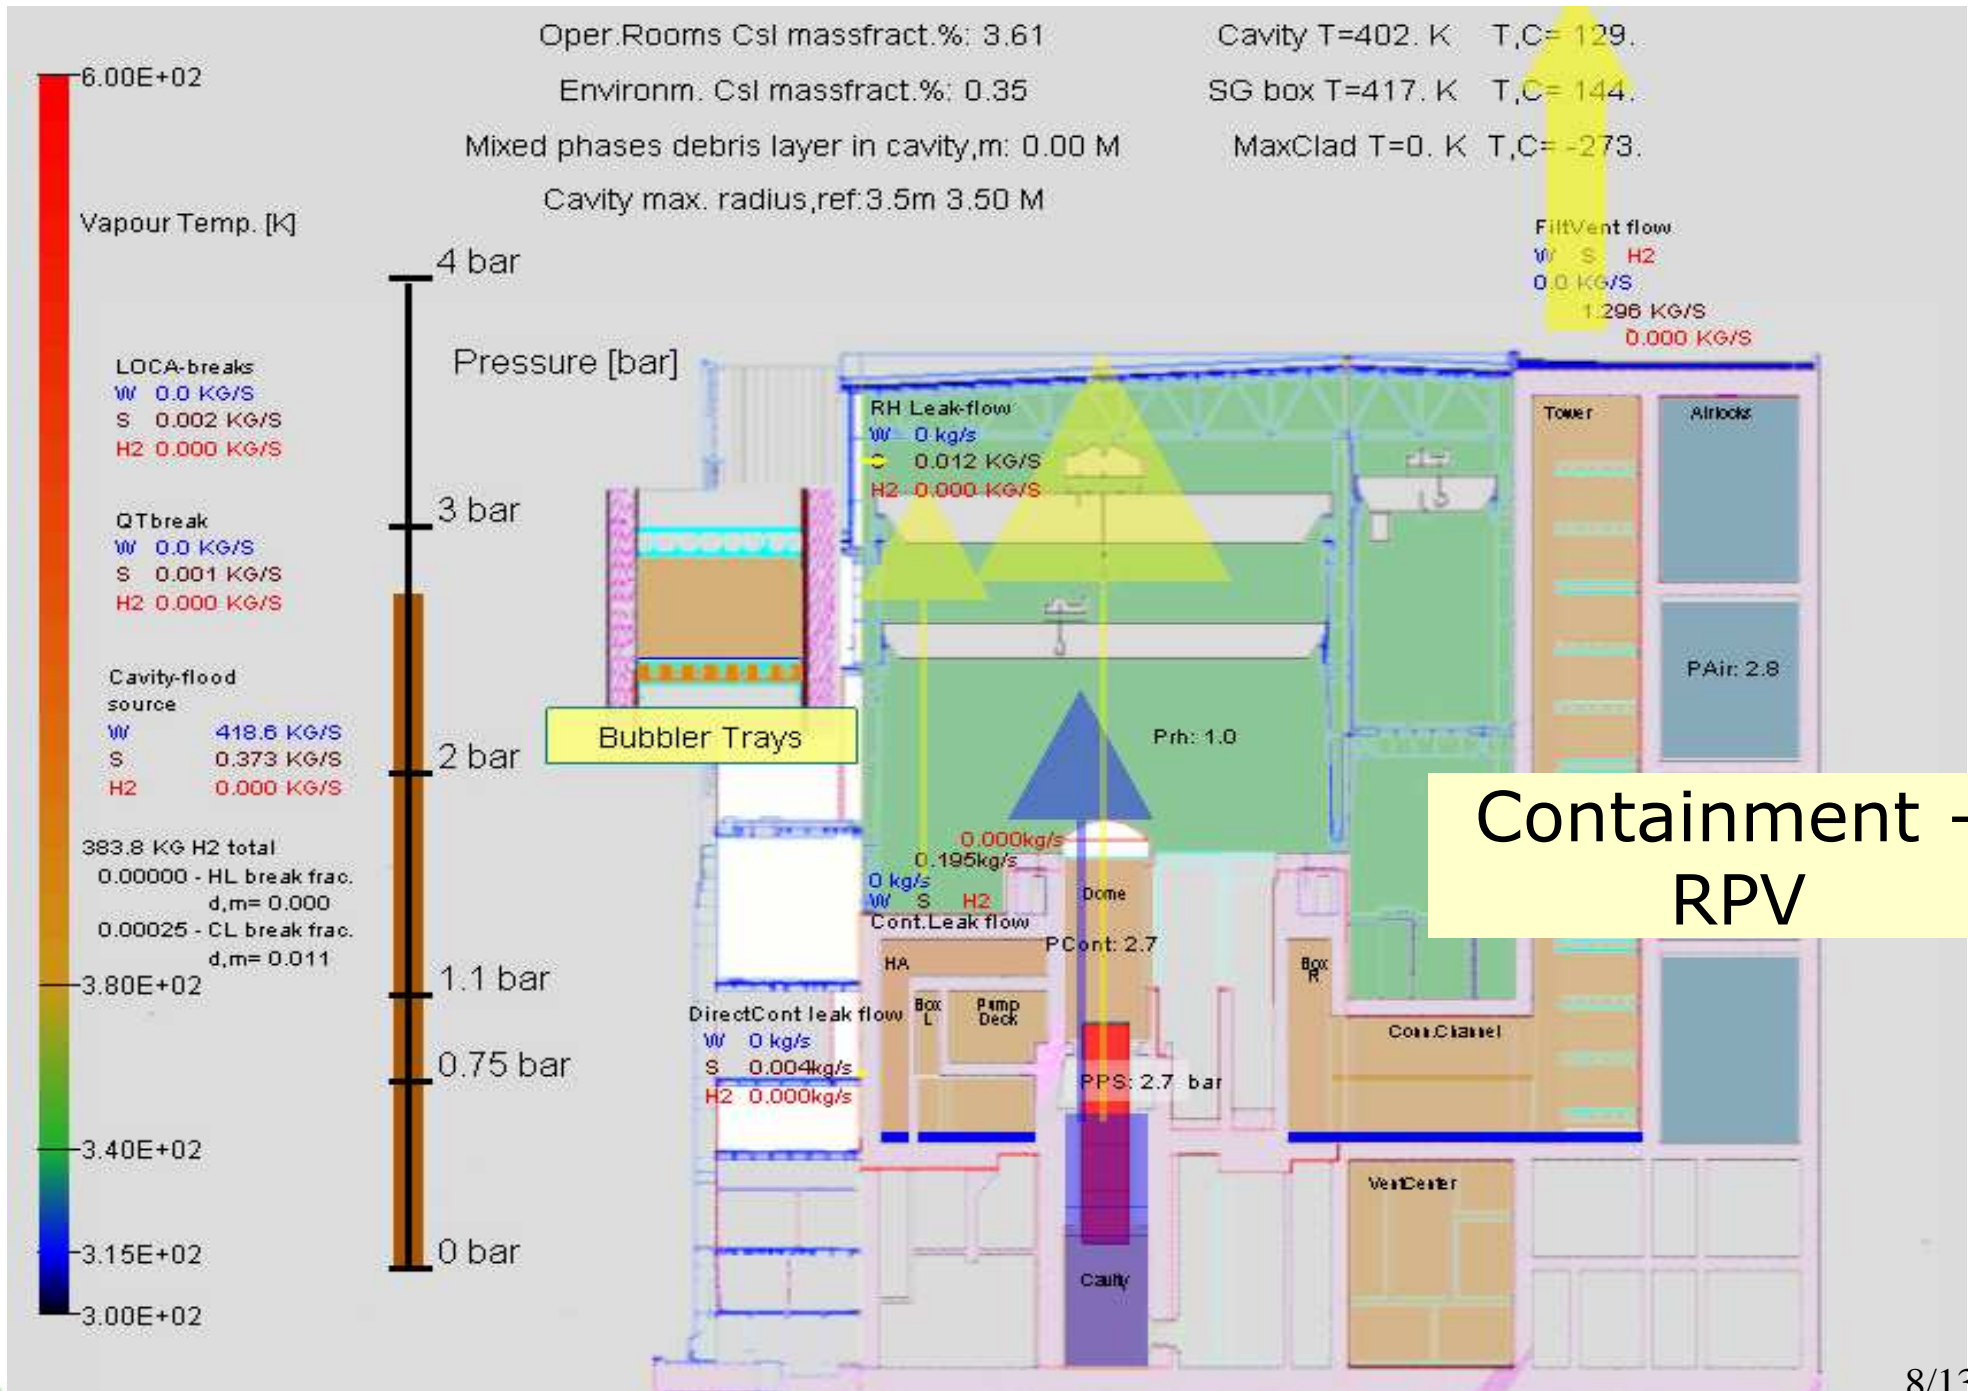 Oper.Rooms CsI massfract.%: 3.61
Environm. CsI massfract.%: 0.35
Mixed phases debris layer in cavity,m: 0.00 M
Cavity max. radius,ref:3.5m 3.50 M
Cavity T=402. K T,C= 129.
SG box T=417. K T,C= 144.
MaxClad T=0. K T,C= -273.
6.00E+02
Vapour Temp. [K]
3.80E+02
3.40E+02
3.15E+02
3.00E+02
4 bar
Pressure [bar]
3 bar
2 bar
1.1 bar
0.75 bar
0 bar
LOCA-breaks
W 0.0 KG/S
S 0.002 KG/S
H2 0.000 KG/S
QTbreak
W 0.0 KG/S
S 0.001 KG/S
H2 0.000 KG/S
Cavity-flood
source
W 418.6 KG/S
S 0.373 KG/S
H2 0.000 KG/S
383.8 KG H2 total
0.00000 - HL break frac.
d,m= 0.000
0.00025 - CL break frac.
d,m= 0.011
FiltVent flow
W S H2
0.0 KG/S
1.296 KG/S
0.000 KG/S
RH Leak-flow
W 0 kg/s
S 0.012 KG/S
H2 0.000 KG/S
Tower
Airlocks
PAir: 2.8
Bubbler Trays
Prh: 1.0
Containment -
RPV
0.000kg/s
0.195kg/s
0 kg/s
W S H2
Cont.Leak flow
Dome
PCont: 2.7
HA
Box
L
Pump
Deck
Box
R
Conn.Channel
DirectCont leak flow
W 0 kg/s
S 0.004kg/s
H2 0.000kg/s
PPS: 2.7 bar
VentCenter
Cavity
8/13